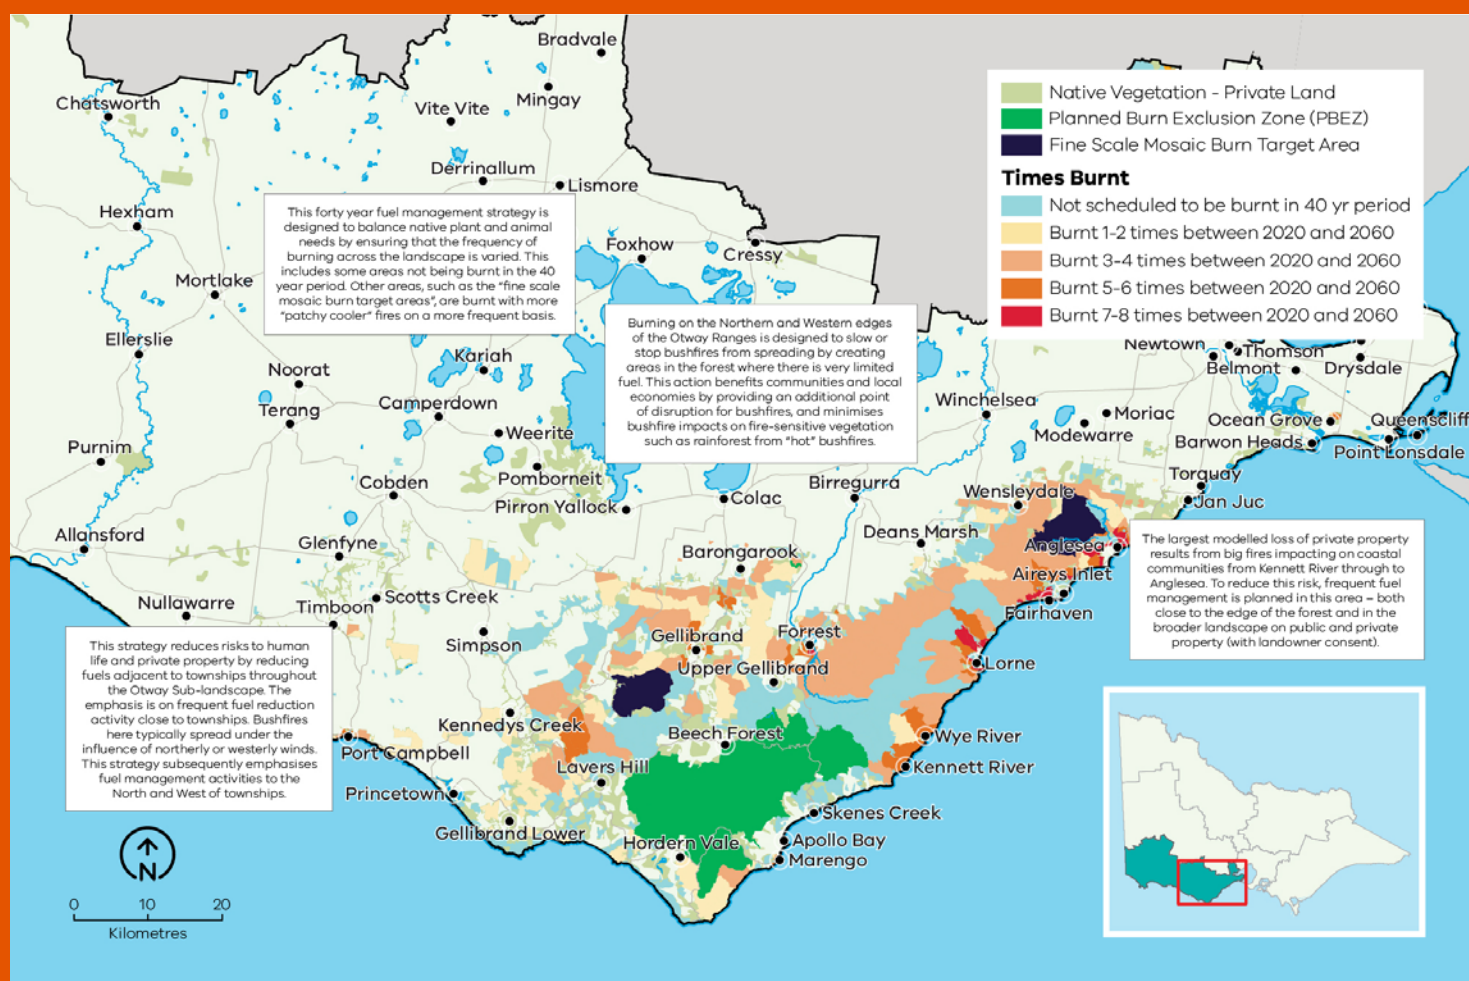 Bradvale
Chatsworth
Vite Vite
Mingay
Derrinallum
Lismore
Hexham
Foxhow
Cressy
Mortlake
Ellerslie
Native Vegetation - Private Land
Planned Burn Exclusion Zone (PBEZ)
Fine Scale Mosaic Burn Target Area
Times Burnt
Not scheduled to be burnt in 40 yr period
Burnt 1-2 times between 2020 and 2060
Burnt 3-4 times between 2020 and 2060
Burnt 5-6 times between 2020 and 2060
Burnt 7-8 times between 2020 and 2060
This forty year fuel management strategy is
designed to balance native plant and animal
needs by ensuring that the frequency of
burning across the landscape is varied. This
includes some areas not being burnt in the 40
year period. Other areas, such as the "fine scale
mosaic burn target areas", are burnt with more
"patchy cooler" fires on a more frequent basis.
Burning on the Northern and Western edges
of the Otway Ranges is designed to slow or
stop bushfires from spreading by creating
areas in the forest where there is very limited
fuel. This action benefits communities and local
economies by providing an additional point
of disruption for bushfires, and minimises
bushfire impacts on fire-sensitive vegetation
such as rainforest from "hot" bushfires.
Newtown
Thomson
Belmont
Drysdale
Kariah
Noorat
Terang
Camperdown
Weerite
Winchelsea
Moriac
Modewarre
Ocean Grove
Queenscliff
Barwon Heads
Point Lonsdale
Purnim
Pomborneit
Cobden
Pirron Yallock
Colac
Birregurra
Wensleydale
Torquay
Jan Juc
Allansford
Glenfyne
Barongarook
Deans Marsh
Anglesea
Aireys Inlet
Fairhaven
Nullawarre
Timboon
Scotts Creek
Simpson
Gellibrand
Forrest
Upper Gellibrand
Lorne
The largest modelled loss of private property
results from big fires impacting on coastal
communities from Kennett River through to
Anglesea. To reduce this risk, frequent fuel
management is planned in this area – both
close to the edge of the forest and in the
broader landscape on public and private
property (with landowner consent).
This strategy reduces risks to human
life and private property by reducing
fuels adjacent to townships throughout
the Otway Sub-landscape. The
emphasis is on frequent fuel reduction
activity close to townships. Bushfires
here typically spread under the
influence of northerly or westerly winds.
This strategy subsequently emphasises
fuel management activities to the
North and West of townships.
Kennedys Creek
Beech Forest
Wye River
Port Campbell
Lavers Hill
Kennett River
Princetown
Skenes Creek
Gellibrand Lower
Hordern Vale
Apollo Bay
Marengo
N
0 10 20
Kilometres